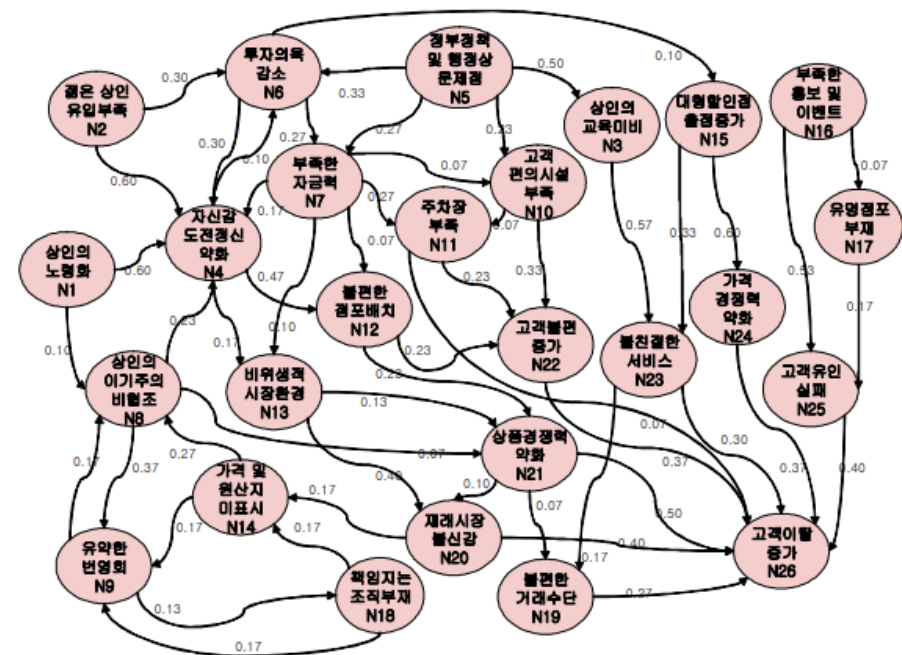 투자의욕
감소
N6
정부정책
및 행정상
문제점
N5
0.10
젊은 상인
유입부족
N2
0.30
0.33
0.50
상인의
교육미비
N3
대형할인점
출점증가
N15
부족한
홍보 및
이벤트
N16
0.30
0.10
0.27
0.27
0.23
부족한
자금력
N7
0.07
고객
편의시설
부족
N10
0.07
유명점포
부재
N17
0.60
0.17
0.27
주차장
부족
N11
0.07
0.57
0.33
0.60
자신감
도전정신
약화
N4
0.07
상인의
노령화
N1
0.60
0.47
불편한
점포배치
N12
0.23
0.33
가격
경쟁력
약화
N24
0.53
0.17
0.10
0.23
0.17
0.10
0.23
0.23
고객불편
증가
N22
불친절한
서비스
N23
고객유인
실패
N25
상인의
이기주의
비협조
N8
비위생적
시장환경
N13
0.13
0.07
0.17
0.37
0.27
0.07
0.40
상품경쟁력
약화
N21
0.37
0.30
0.37
0.40
가격 및
원산지
미표시
N14
0.17
0.10
0.07
0.50
0.17
0.17
재래시장
불신감
N20
0.40
0.17
고객이탈
증가
N26
유약한
번영회
N9
0.13
책임지는
조직부재
N18
불편한
거래수단
N19
0.27
0.17